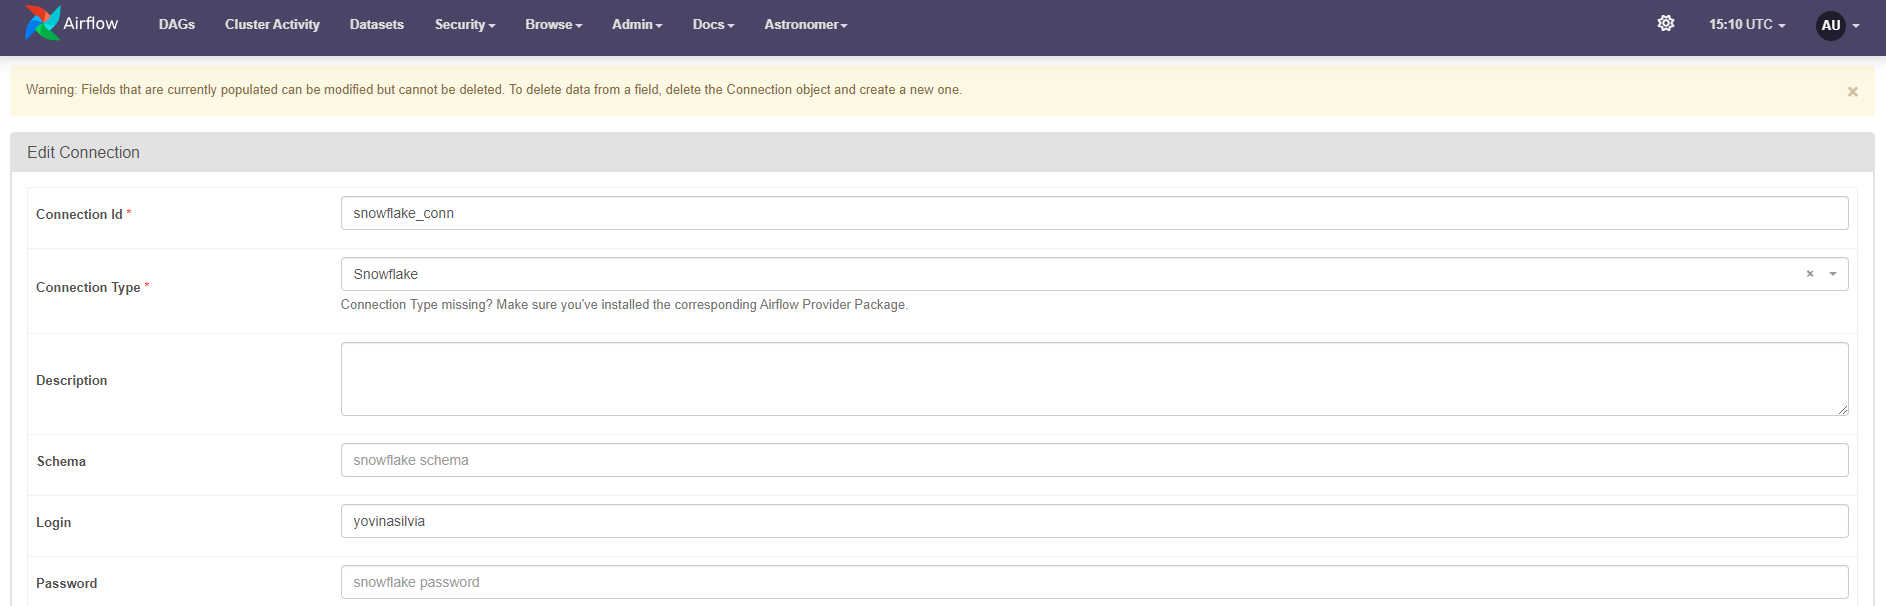 Airflow DAGs Cluster Activity Datasets Security Browse Admin Docs Astronomer 15:10 UTC AU
Warning: Fields that are currently populated can be modified but cannot be deleted. To delete data from a field, delete the Connection object and create a new one. ×
Edit Connection
Connection Id * snowflake_conn
Connection Type * Snowflake ×
Connection Type missing? Make sure you've installed the corresponding Airflow Provider Package.
Description
Schema snowflake schema
Login yovinasilvia
Password snowflake password